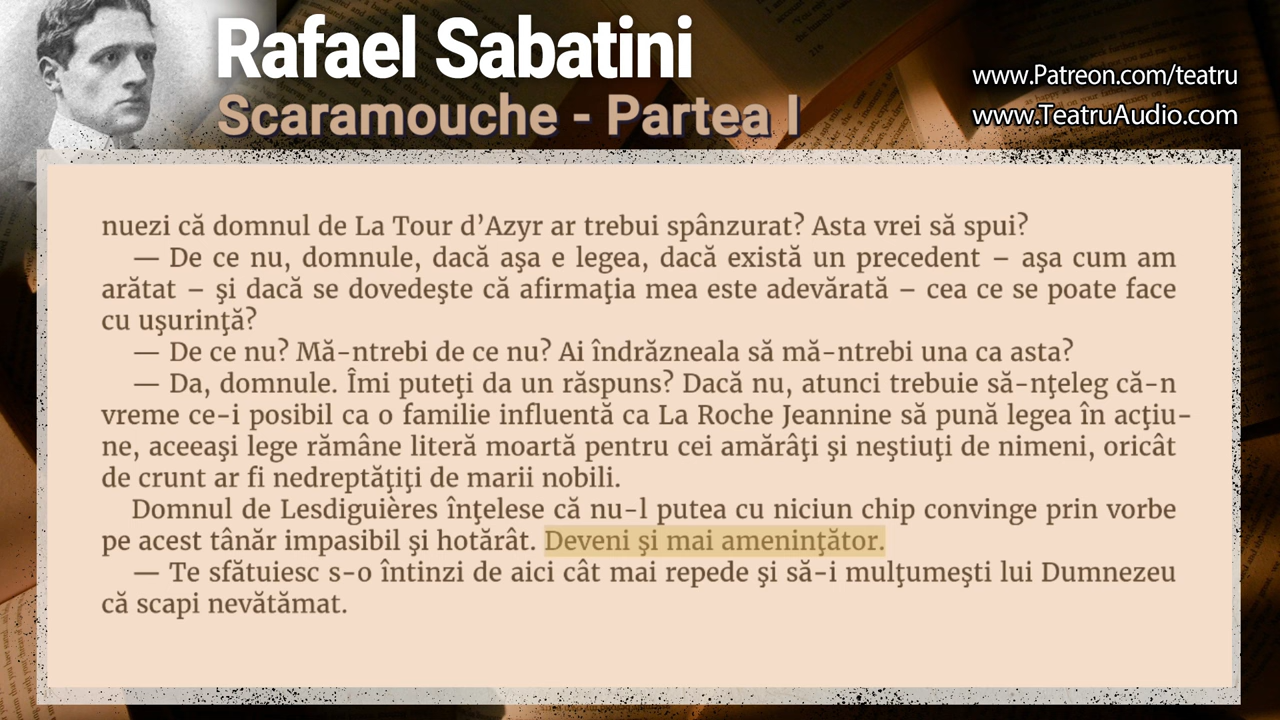 Rafael Sabatini
Scaramouche - Partea I
www.Patreon.com/teatru
www.TeatruAudio.com
nuezi că domnul de La Tour d’Azyr ar trebui spânzurat? Asta vrei să spui?
— De ce nu, domnule, dacă aşa e legea, dacă există un precedent – aşa cum am
arătat – şi dacă se dovedeşte că afirmaţia mea este adevărată – cea ce se poate face
cu uşurinţă?
— De ce nu? Mă-ntrebi de ce nu? Ai îndrăzneala să mă-ntrebi una ca asta?
— Da, domnule. Îmi puteţi da un răspuns? Dacă nu, atunci trebuie să-nţeleg că-n
vreme ce-i posibil ca o familie influentă ca La Roche Jeannine să pună legea în acţiu-
ne, aceeaşi lege rămâne literă moartă pentru cei amărâţi şi neştiuţi de nimeni, oricât
de crunt ar fi nedreptăţiţi de marii nobili.
Domnul de Lesdiguières înţelese că nu-l putea cu niciun chip convinge prin vorbe
pe acest tânăr impasibil şi hotărât. Deveni şi mai ameninţător.
— Te sfătuiesc s-o întinzi de aici cât mai repede şi să-i mulţumeşti lui Dumnezeu
că scapi nevătămat.